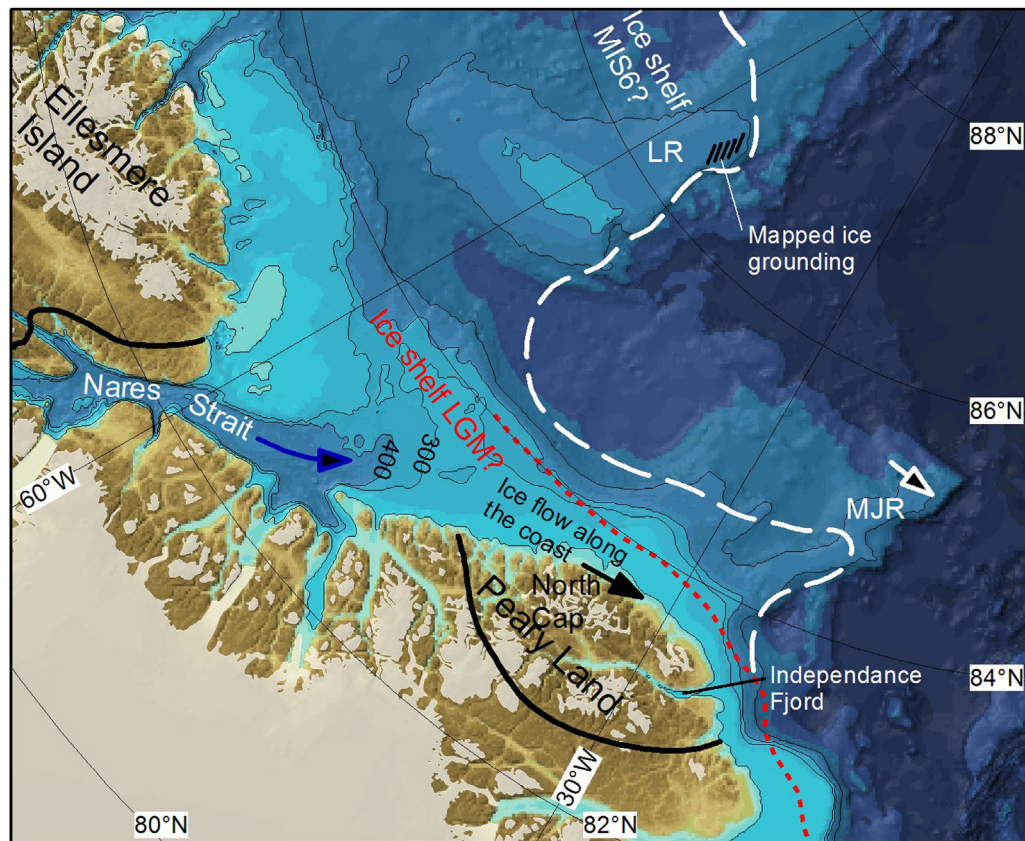 Ice shelf
MIS6?
Ellesmere
Island
LR
88°N
Mapped ice
grounding
Ice shelf LGM?
Nares
Strait
400
300
86°N
60°W
MJR
Ice flow along
the coast
North
Cap
Peary Land
Independance
Fjord
84°N
30°W
80°N
82°N